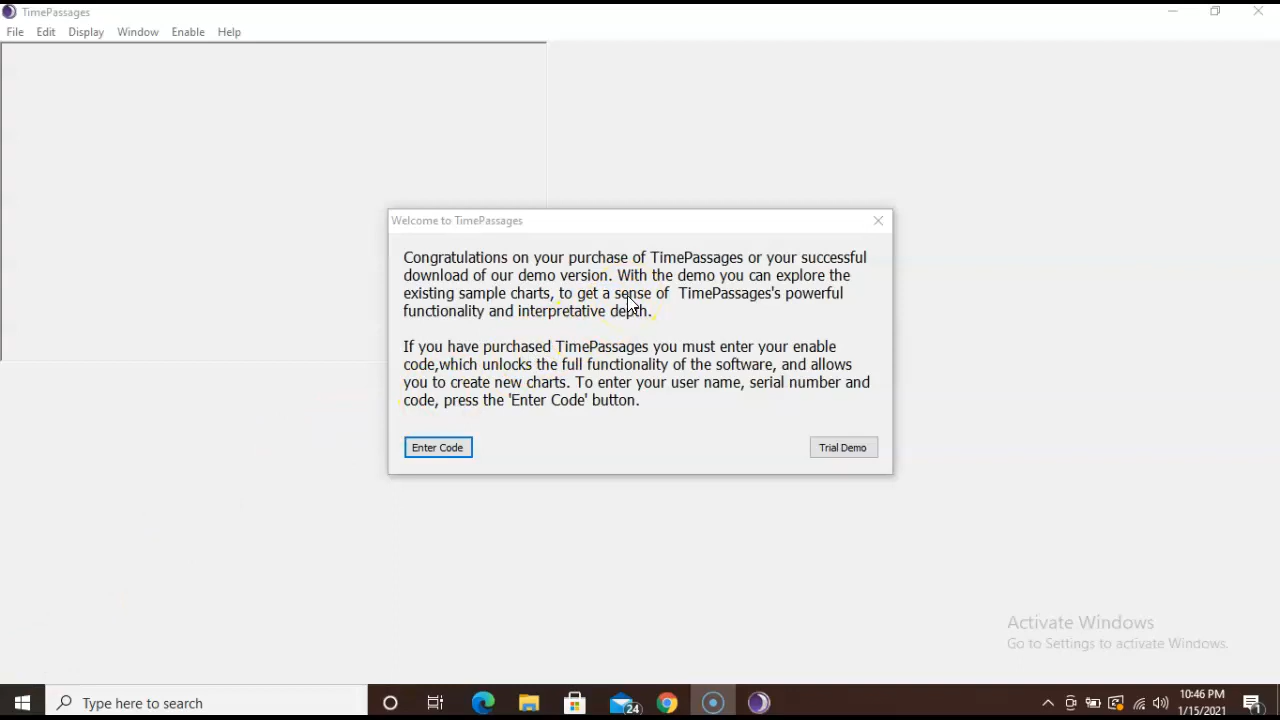 TimePassages
File Edit Display Window Enable Help
Welcome to TimePassages
Congratulations on your purchase of TimePassages or your successful
download of our demo version. With the demo you can explore the
existing sample charts, to get a sense of TimePassages's powerful
functionality and interpretative depth.
If you have purchased TimePassages you must enter your enable
code,which unlocks the full functionality of the software, and allows
you to create new charts. To enter your user name, serial number and
code, press the 'Enter Code' button.
Enter Code
Trial Demo
Activate Windows
Go to Settings to activate Windows.
Type here to search
24
10:46 PM
1/15/2021
1